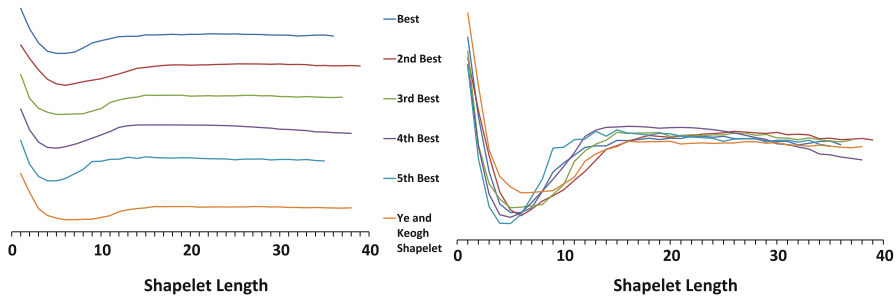 Best
2nd Best
3rd Best
4th Best
5th Best
Ye and
Keogh
Shapelet
0 10 20 30 40
Shapelet Length
0 10 20 30 40
Shapelet Length